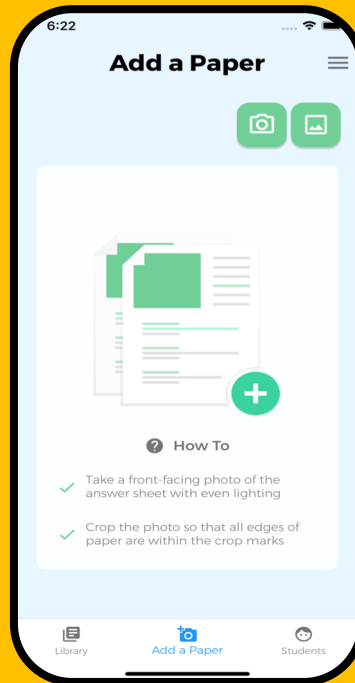 6:22
Add a Paper
How To
Take a front-facing photo of the
answer sheet with even lighting
Crop the photo so that all edges of
paper are within the crop marks
Library
Add a Paper
Students